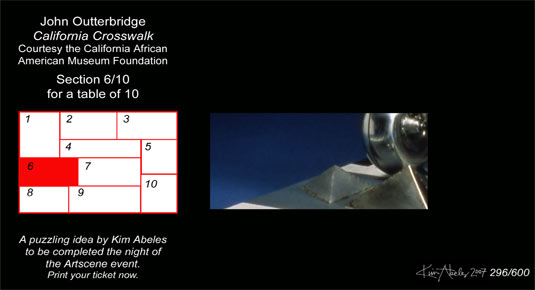 John Outterbridge
California Crosswalk
Courtesy the California African
American Museum Foundation
Section 6/10
for a table of 10
1
2
3
4
5
6
7
8
9
10
A puzzling idea by Kim Abeles
to be completed the night of
the Artscene event.
Print your ticket now.
Kim Abeles 2007 296/600